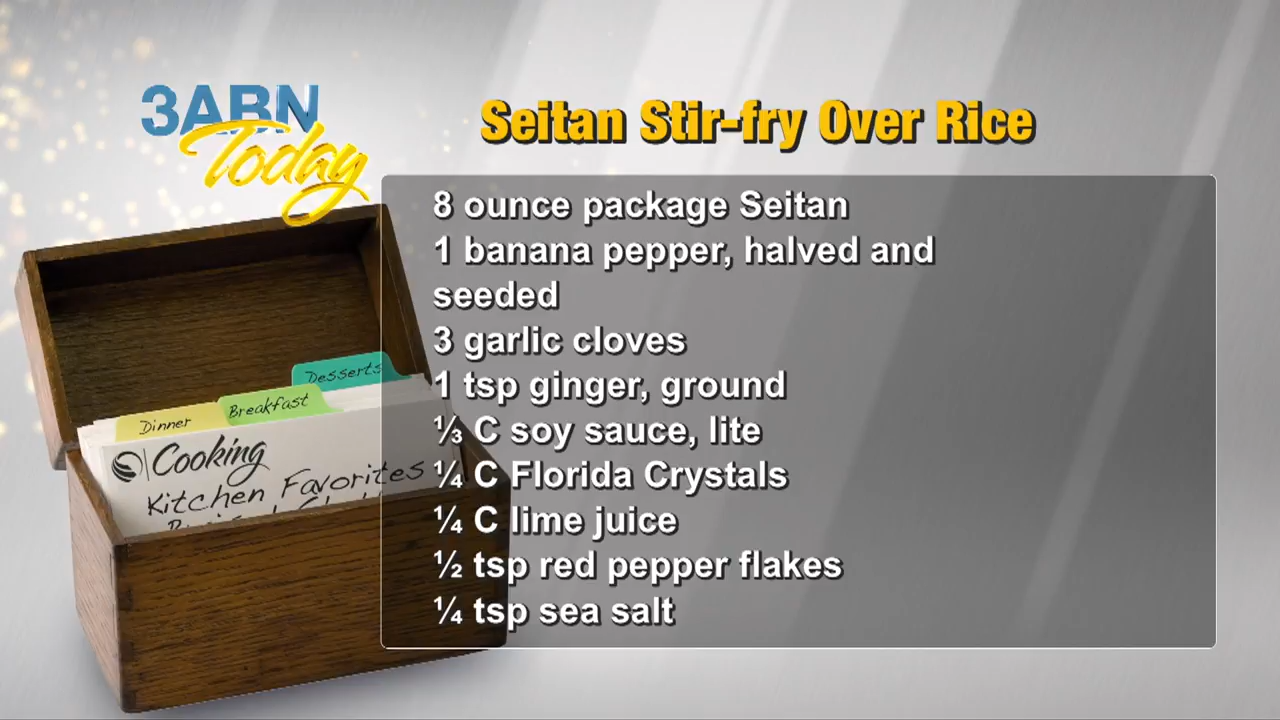 3ABN
Today
Seitan Stir-fry Over Rice
8 ounce package Seitan
1 banana pepper, halved and
seeded
3 garlic cloves
1 tsp ginger, ground
⅓ C soy sauce, lite
¼ C Florida Crystals
¼ C lime juice
½ tsp red pepper flakes
¼ tsp sea salt
Desserts
Breakfast
Dinner
Cooking
Kitchen Favorites